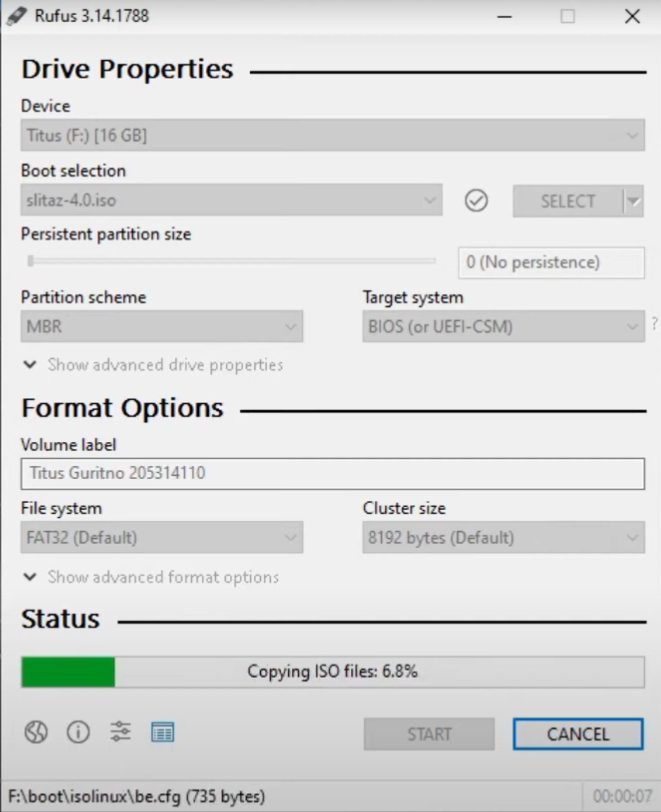 Rufus 3.14.1788
Drive Properties
Device
Titus (F:) [16 GB]
Boot selection
slitaz-4.0.iso
SELECT
Persistent partition size
0 (No persistence)
Partition scheme
Target system
MBR
BIOS (or UEFI-CSM)
?
Show advanced drive properties
Format Options
Volume label
Titus Guritno 205314110
File system
Cluster size
FAT32 (Default)
8192 bytes (Default)
Show advanced format options
Status
Copying ISO files: 6.8%
START
CANCEL
F:\boot\isolinux\be.cfg (735 bytes)
00:00:07